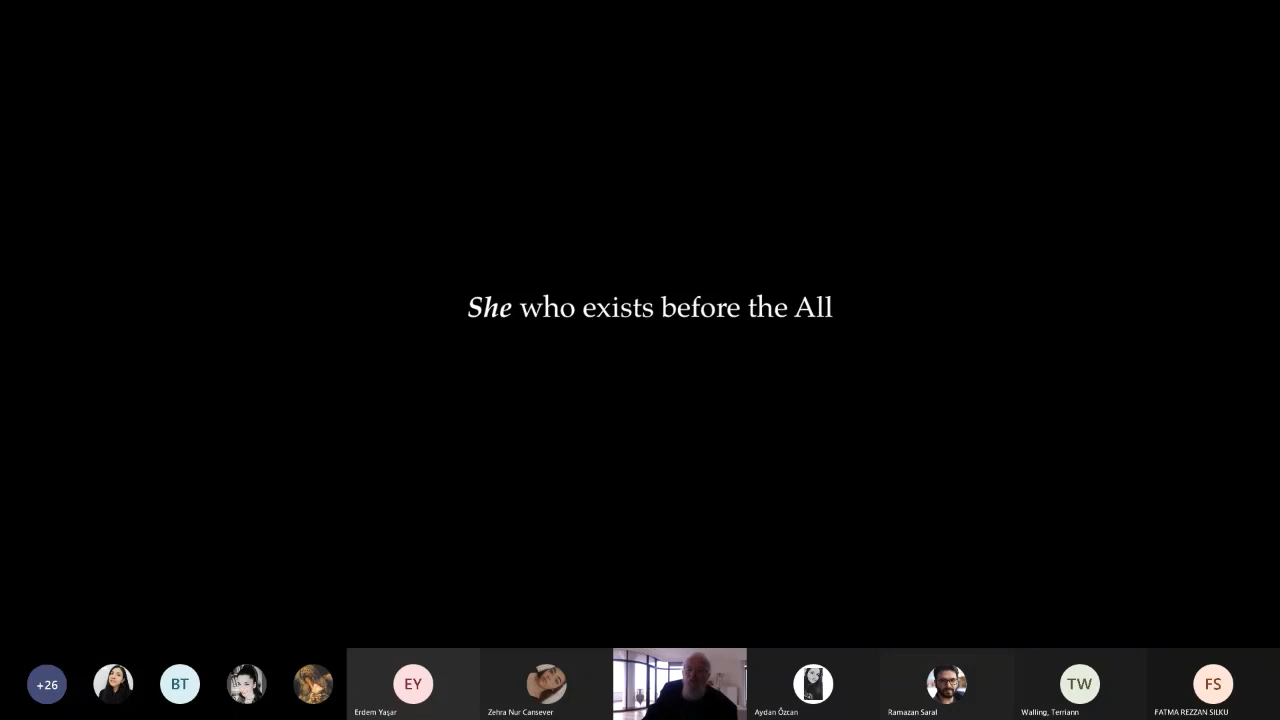 She who exists before the All
+26
BT
EY
TW
FS
Erdem Yaşar
Zehra Nur Cansever
Aydan Özcan
Ramazan Saral
Walling, Terriann
FATMA REZZAN SILKU